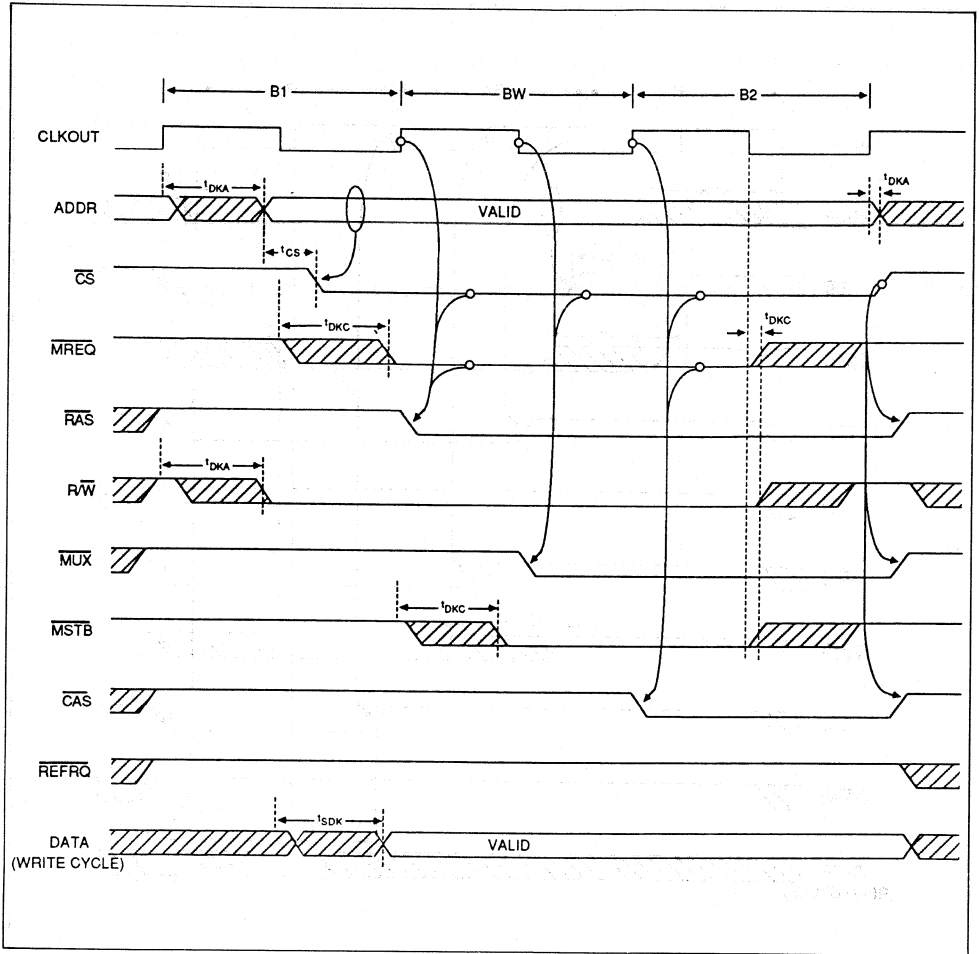 B1 BW B2
CLKOUT
tDKA tDKA
ADDR VALID
tCS
CS
tDKC tDKC
MREQ
RAS
tDKA
R/W
MUX
tDKC
MSTB
CAS
REFRQ
tSDK
DATA VALID
(WRITE CYCLE)